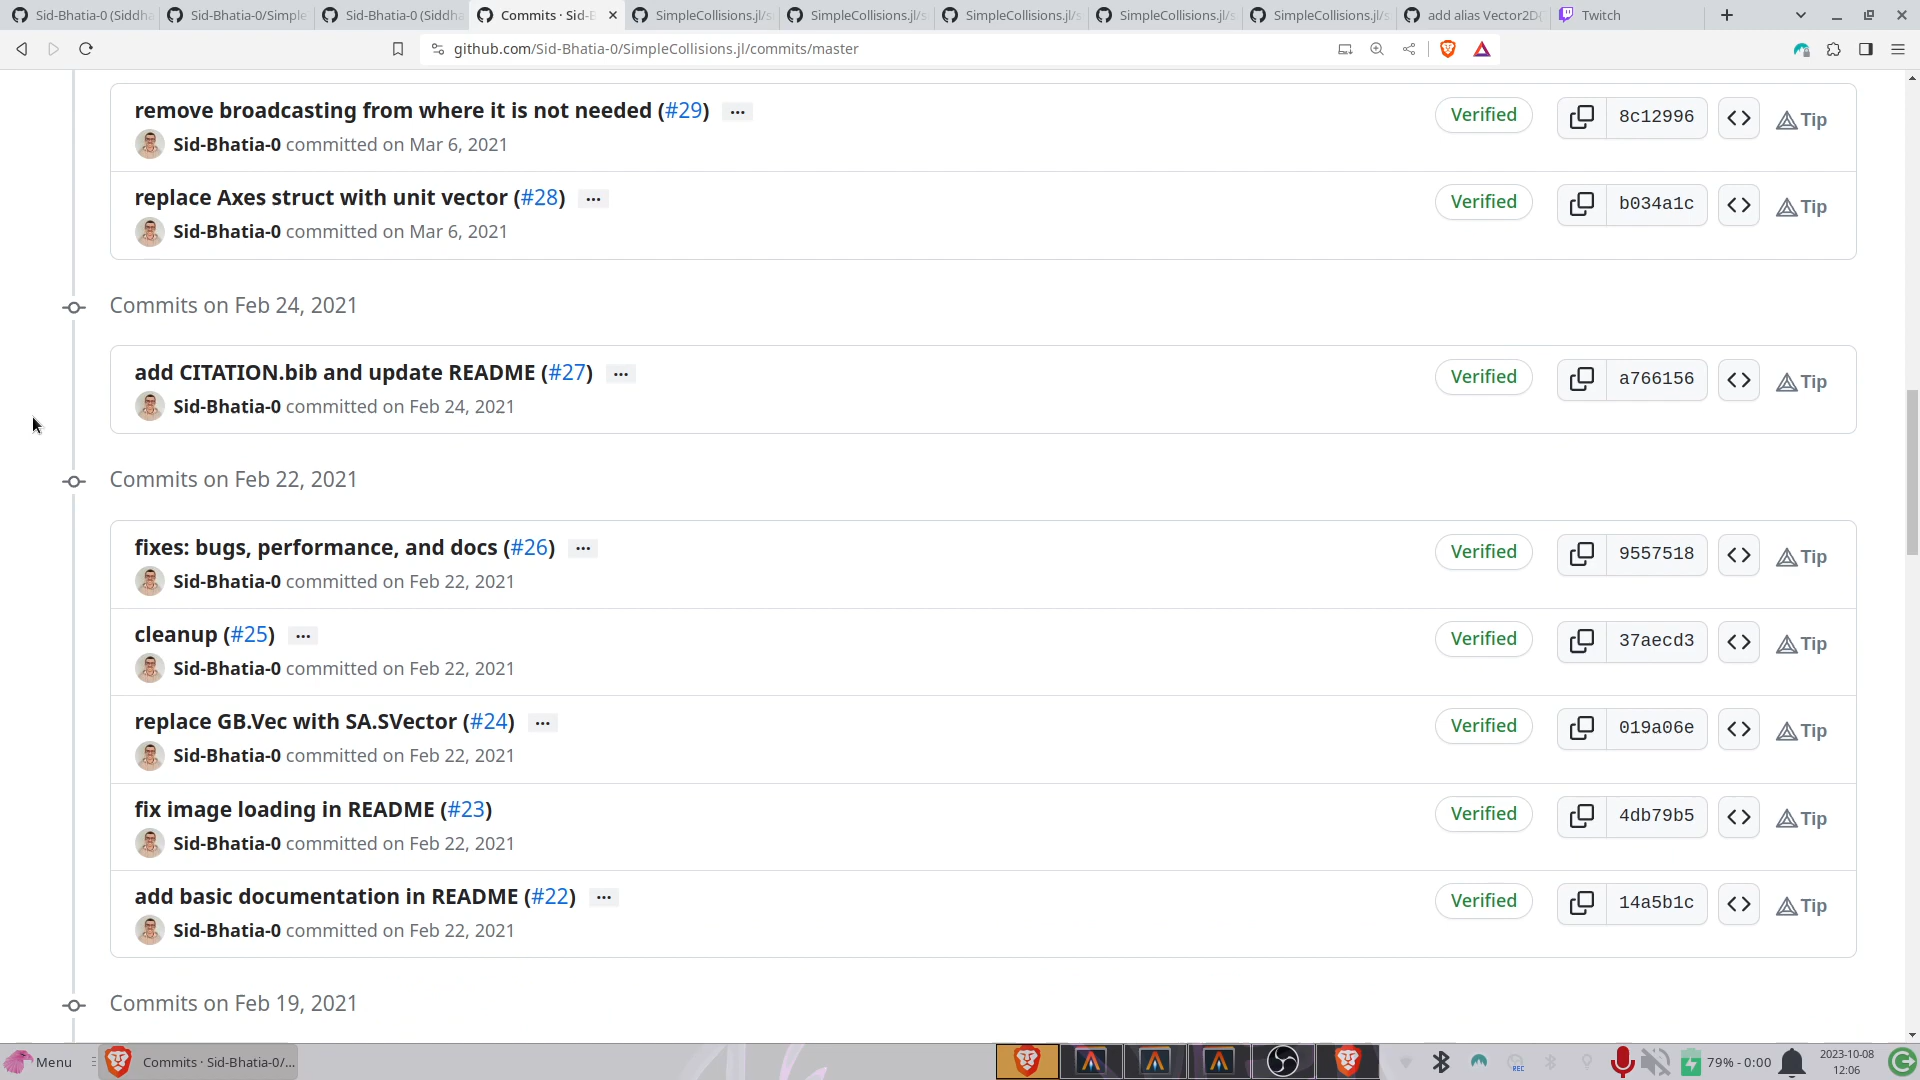 Sid-Bhatia-0 (Siddha
Sid-Bhatia-0/Simple
Sid-Bhatia-0 (Siddha
Commits · Sid-B
SimpleCollisions.jl/s
SimpleCollisions.jl/s
SimpleCollisions.jl/s
SimpleCollisions.jl/s
SimpleCollisions.jl/s
add alias Vector2D(
Twitch
github.com/Sid-Bhatia-0/SimpleCollisions.jl/commits/master
remove broadcasting from where it is not needed (#29) ...
Verified 8c12996 <> Tip
Sid-Bhatia-0 committed on Mar 6, 2021
replace Axes struct with unit vector (#28) ...
Verified b034a1c <> Tip
Sid-Bhatia-0 committed on Mar 6, 2021
Commits on Feb 24, 2021
add CITATION.bib and update README (#27) ...
Verified a766156 <> Tip
Sid-Bhatia-0 committed on Feb 24, 2021
Commits on Feb 22, 2021
fixes: bugs, performance, and docs (#26) ...
Verified 9557518 <> Tip
Sid-Bhatia-0 committed on Feb 22, 2021
cleanup (#25) ...
Verified 37aecd3 <> Tip
Sid-Bhatia-0 committed on Feb 22, 2021
replace GB.Vec with SA.SVector (#24) ...
Verified 019a06e <> Tip
Sid-Bhatia-0 committed on Feb 22, 2021
fix image loading in README (#23)
Verified 4db79b5 <> Tip
Sid-Bhatia-0 committed on Feb 22, 2021
add basic documentation in README (#22) ...
Verified 14a5b1c <> Tip
Sid-Bhatia-0 committed on Feb 22, 2021
Commits on Feb 19, 2021
Menu
Commits · Sid-Bhatia-0/...
REC
79% - 0:00
2023-10-08
12:06